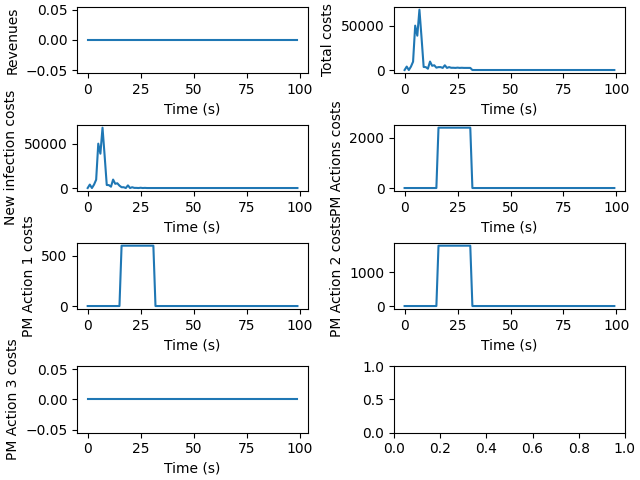 Revenues
0.05
0.00
−0.05
0 25 50 75 100
Time (s)
Total costs
50000
0
0 25 50 75 100
Time (s)
New infection costs
50000
0
0 25 50 75 100
Time (s)
PM Actions costs
2000
0
0 25 50 75 100
Time (s)
PM Action 1 costs
500
0
0 25 50 75 100
Time (s)
PM Action 2 costs
1000
0
0 25 50 75 100
Time (s)
PM Action 3 costs
0.05
0.00
−0.05
0 25 50 75 100
Time (s)
1.0
0.5
0.0
0.0 0.2 0.4 0.6 0.8 1.0